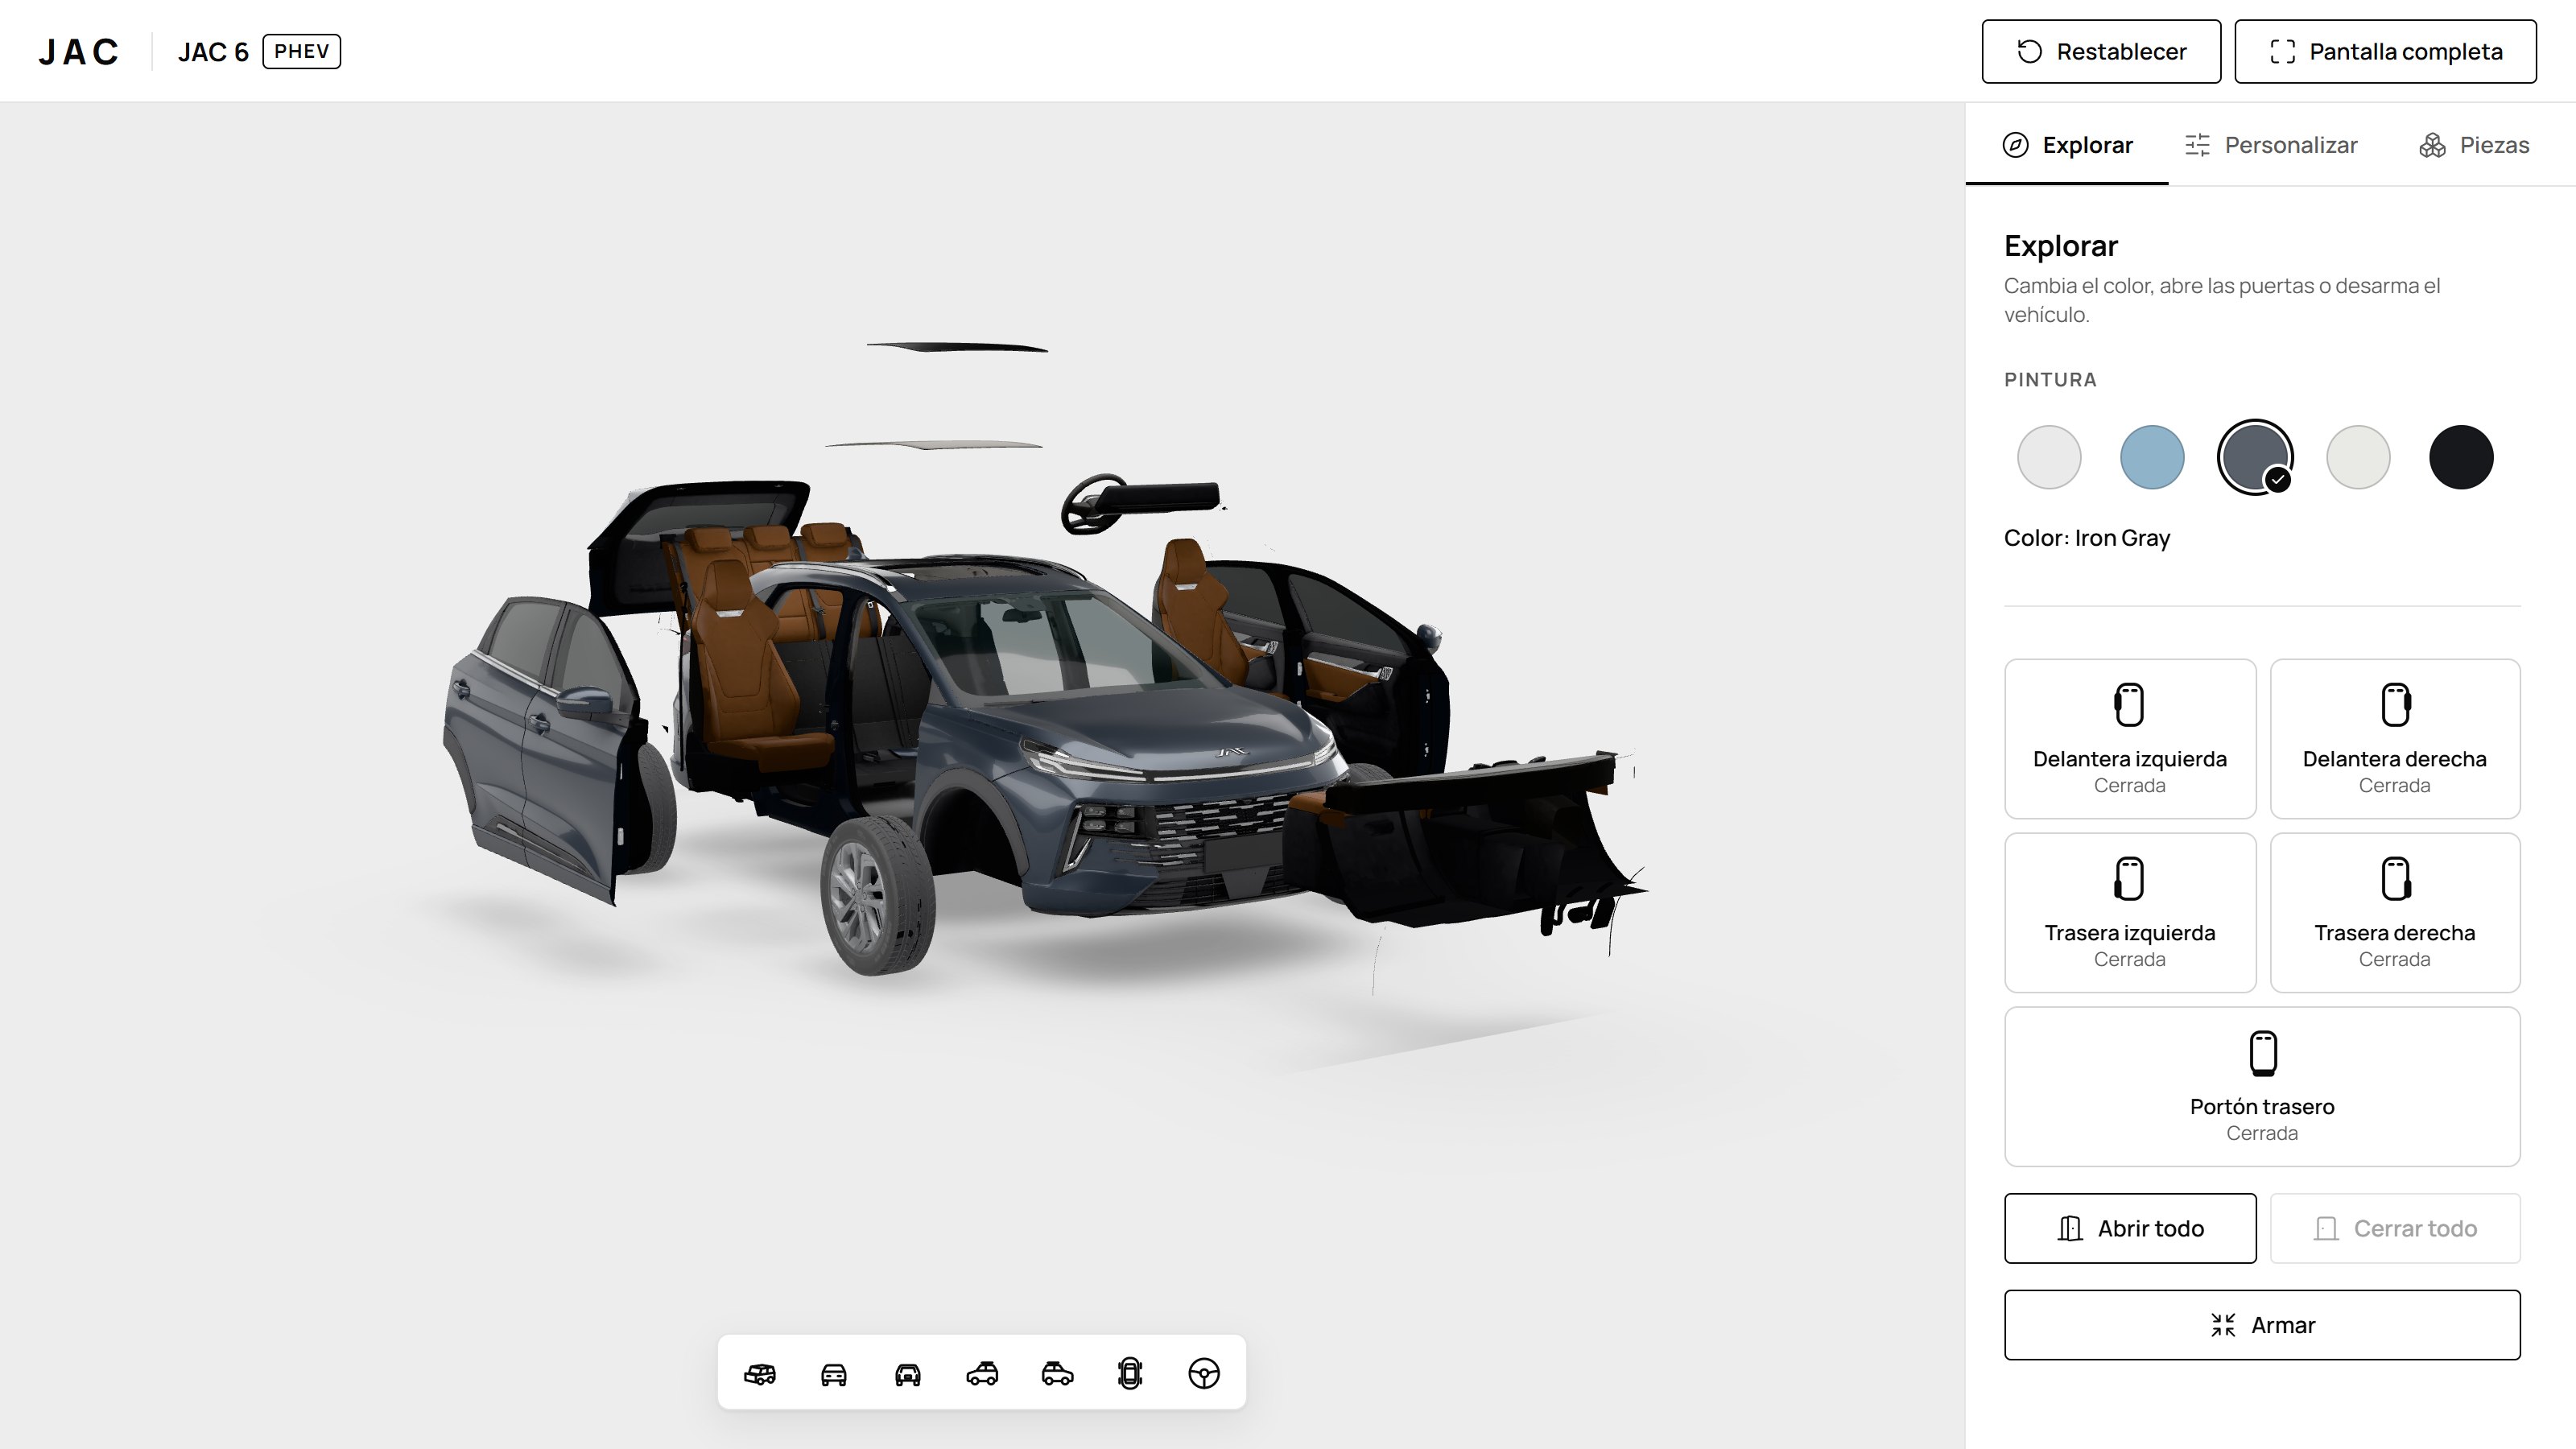 JAC
JAC 6 PHEV
Restablecer
Pantalla completa
Explorar
Personalizar
Piezas
Explorar
Cambia el color, abre las puertas o desarma el
vehículo.
PINTURA
Color: Iron Gray
Delantera izquierda
Cerrada
Delantera derecha
Cerrada
Trasera izquierda
Cerrada
Trasera derecha
Cerrada
Portón trasero
Cerrada
Abrir todo
Cerrar todo
Armar
JAC